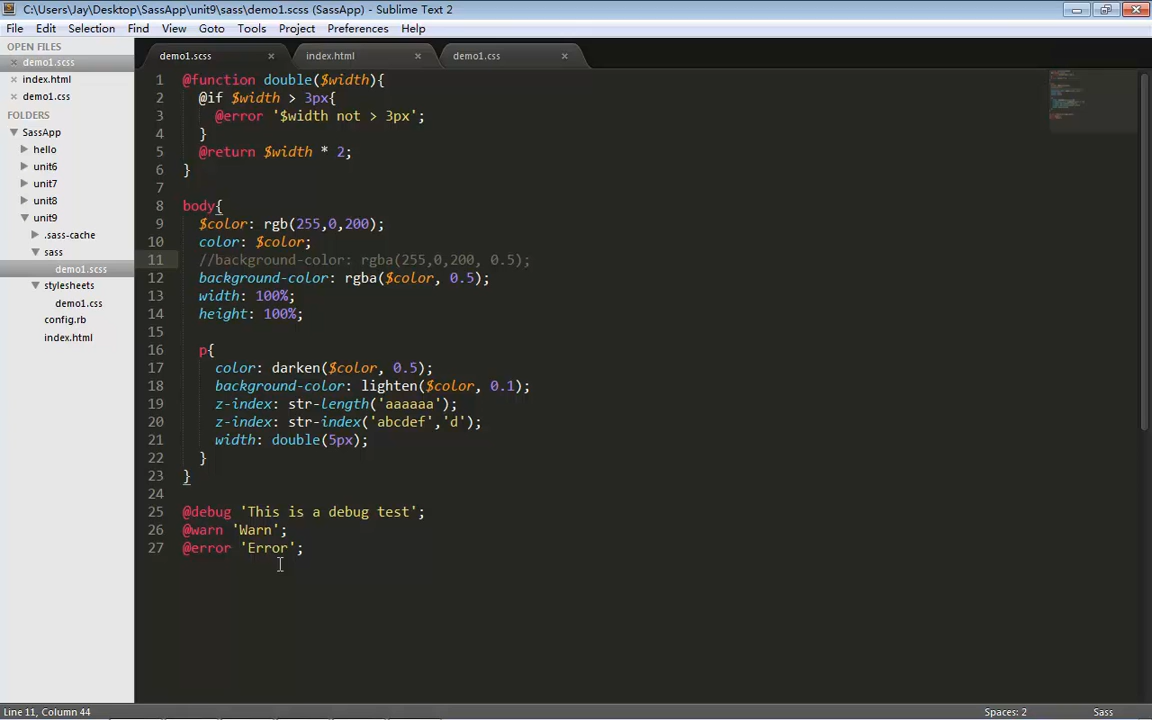 C:\Users\Jay\Desktop\SassApp\unit9\sass\demo1.scss (SassApp) - Sublime Text 2
File Edit Selection Find View Goto Tools Project Preferences Help
OPEN FILES
demo1.scss
index.html
demo1.css
FOLDERS
SassApp
hello
unit6
unit7
unit8
unit9
.sass-cache
sass
demo1.scss
stylesheets
demo1.css
config.rb
index.html
demo1.scss index.html demo1.css
1 @function double($width){
2 @if $width > 3px{
3 @error '$width not > 3px';
4 }
5 @return $width * 2;
6 }
7
8 body{
9 $color: rgb(255,0,200);
10 color: $color;
11 //background-color: rgba(255,0,200, 0.5);
12 background-color: rgba($color, 0.5);
13 width: 100%;
14 height: 100%;
15
16 p{
17 color: darken($color, 0.5);
18 background-color: lighten($color, 0.1);
19 z-index: str-length('aaaaaa');
20 z-index: str-index('abcdef','d');
21 width: double(5px);
22 }
23 }
24
25 @debug 'This is a debug test';
26 @warn 'Warn';
27 @error 'Error';
Line 11, Column 44 Spaces: 2 Sass